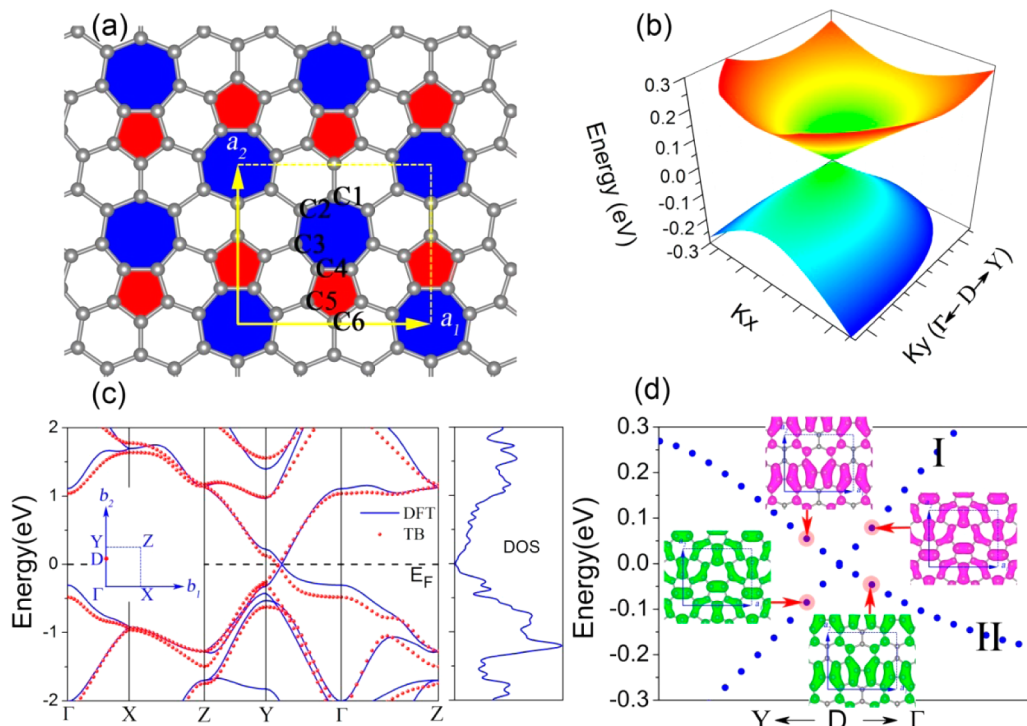 (a)
a2
C1
C2
C3
C4
C5
C6
a1
(b)
Energy (eV)
0.3
0.2
0.1
0.0
-0.1
-0.2
-0.3
Kx
Ky (Γ←D→Y)
(c)
Energy(eV)
2
1
0
-1
-2
b2
Y
Z
D
Γ
X
b1
DFT
TB
EF
DOS
Γ X Z Y Γ Z
(d)
Energy(eV)
0.3
0.2
0.1
0.0
-0.1
-0.2
-0.3
I
II
Y ← D → Γ